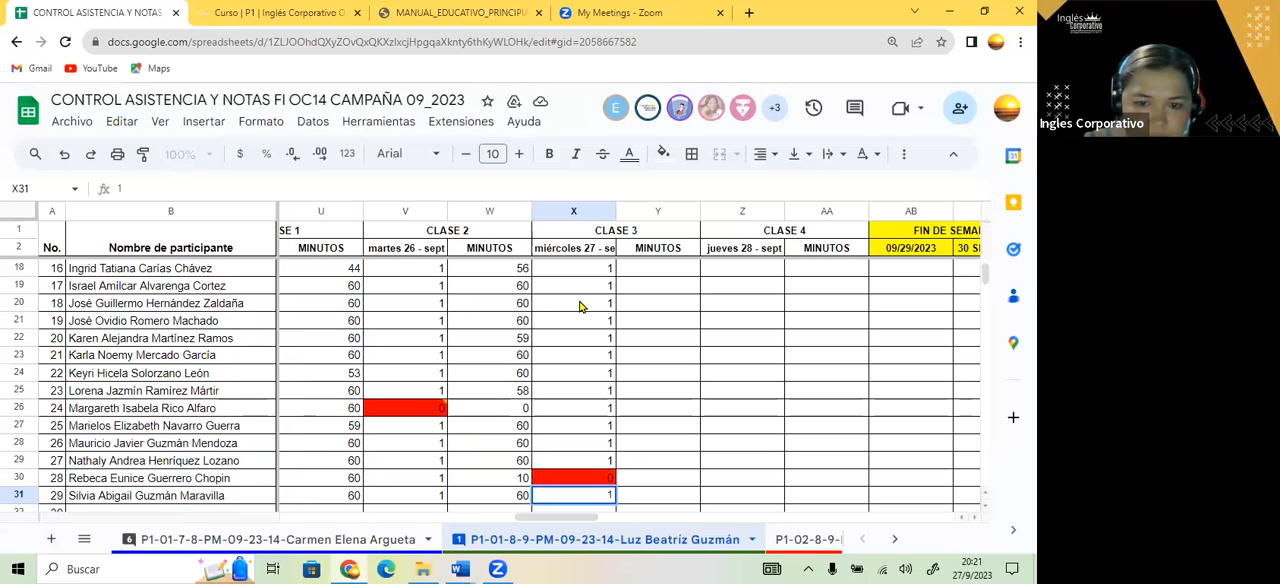 CONTROL ASISTENCIA Y NOTAS × Curso | P1 | Inglés Corporativo O × MANUAL_EDUCATIVO_PRINCIPIA × My Meetings - Zoom × +
docs.google.com/spreadsheets/d/1ZLJOOhdQXyZOvQxQKXzlxcjHpgqaXknty6thKyWLOHk/edit#gid=2058667582
Gmail YouTube Maps
CONTROL ASISTENCIA Y NOTAS FI OC14 CAMPAÑA 09_2023
E +3
Archivo Editar Ver Insertar Formato Datos Herramientas Extensiones Ayuda
100% $ % .0 .00 123 Arial − 10 + B I S A
X31 fx 1
A B U V W X Y Z AA AB
1 SE 1 CLASE 2 CLASE 3 CLASE 4 FIN DE SEMA
2 No. Nombre de participante MINUTOS martes 26 - sept MINUTOS miércoles 27 - se MINUTOS jueves 28 - sept MINUTOS 09/29/2023 30 S
18 16 Ingrid Tatiana Carías Chávez 44 1 56 1
19 17 Israel Amílcar Alvarenga Cortez 60 1 60 1
20 18 José Guillermo Hernández Zaldaña 60 1 60 1
21 19 José Ovidio Romero Machado 60 1 60 1
22 20 Karen Alejandra Martínez Ramos 60 1 59 1
23 21 Karla Noemy Mercado García 60 1 60 1
24 22 Keyri Hicela Solorzano León 53 1 60 1
25 23 Lorena Jazmín Ramírez Mártir 60 1 58 1
26 24 Margareth Isabela Rico Alfaro 60 0 0 1
27 25 Marielos Elizabeth Navarro Guerra 59 1 60 1
28 26 Mauricio Javier Guzmán Mendoza 60 1 60 1
29 27 Nathaly Andrea Henríquez Lozano 60 1 60 1
30 28 Rebeca Eunice Guerrero Chopin 60 1 10 0
31 29 Silvia Abigail Guzmán Maravilla 60 1 60 1
+ 6 P1-01-7-8-PM-09-23-14-Carmen Elena Argueta 1 P1-01-8-9-PM-09-23-14-Luz Beatríz Guzmán P1-02-8-9-
Buscar 20:21
27/9/2023
Inglés
Corporativo
Ingles Corporativo